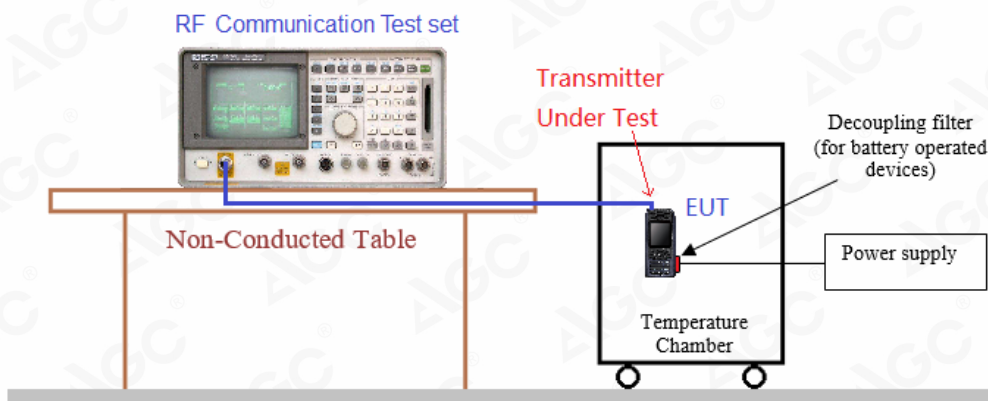 RF Communication Test set
Transmitter
Under Test
Decoupling filter
(for battery operated
devices)
EUT
Non-Conducted Table
Power supply
Temperature
Chamber
AGC